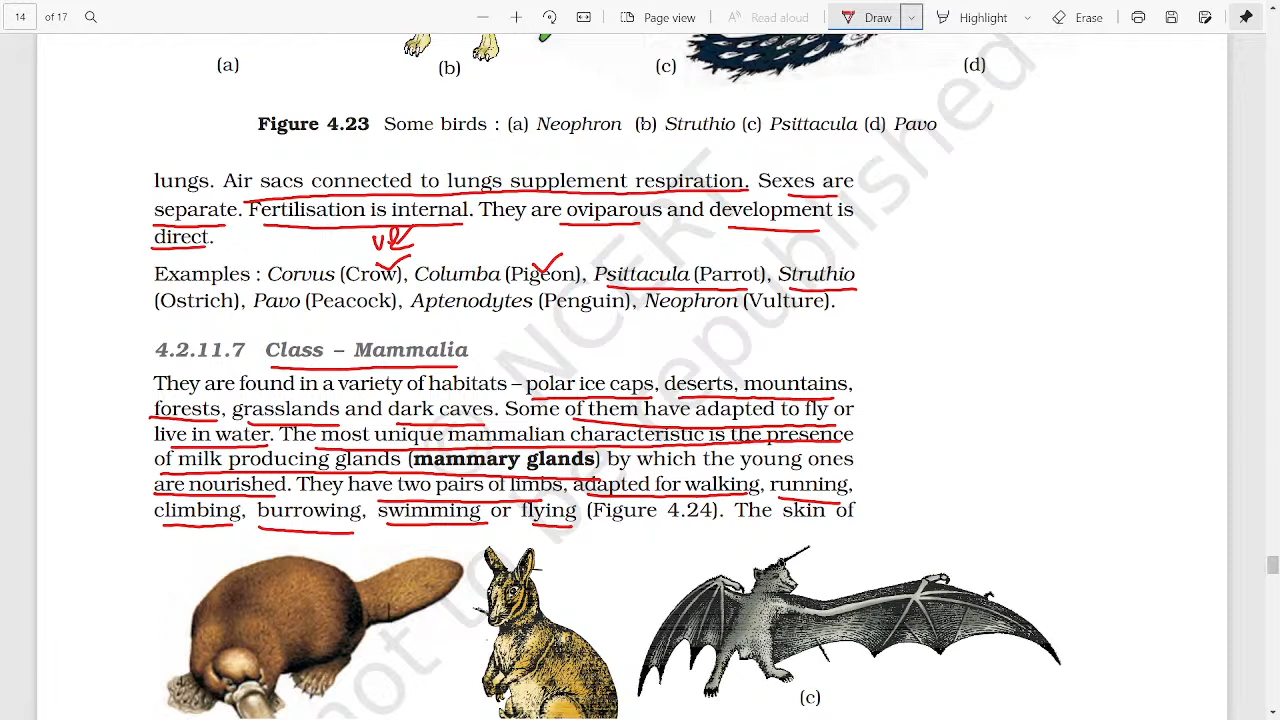 14 of 17 Page view Read aloud Draw Highlight Erase
(a) (b) (c) (d)
Figure 4.23 Some birds : (a) Neophron (b) Struthio (c) Psittacula (d) Pavo
lungs. Air sacs connected to lungs supplement respiration. Sexes are
separate. Fertilisation is internal. They are oviparous and development is
direct.
Examples : Corvus (Crow), Columba (Pigeon), Psittacula (Parrot), Struthio
(Ostrich), Pavo (Peacock), Aptenodytes (Penguin), Neophron (Vulture).
4.2.11.7 Class – Mammalia
They are found in a variety of habitats – polar ice caps, deserts, mountains,
forests, grasslands and dark caves. Some of them have adapted to fly or
live in water. The most unique mammalian characteristic is the presence
of milk producing glands (mammary glands) by which the young ones
are nourished. They have two pairs of limbs, adapted for walking, running,
climbing, burrowing, swimming or flying (Figure 4.24). The skin of
(c)
© NCERT
not to be republished